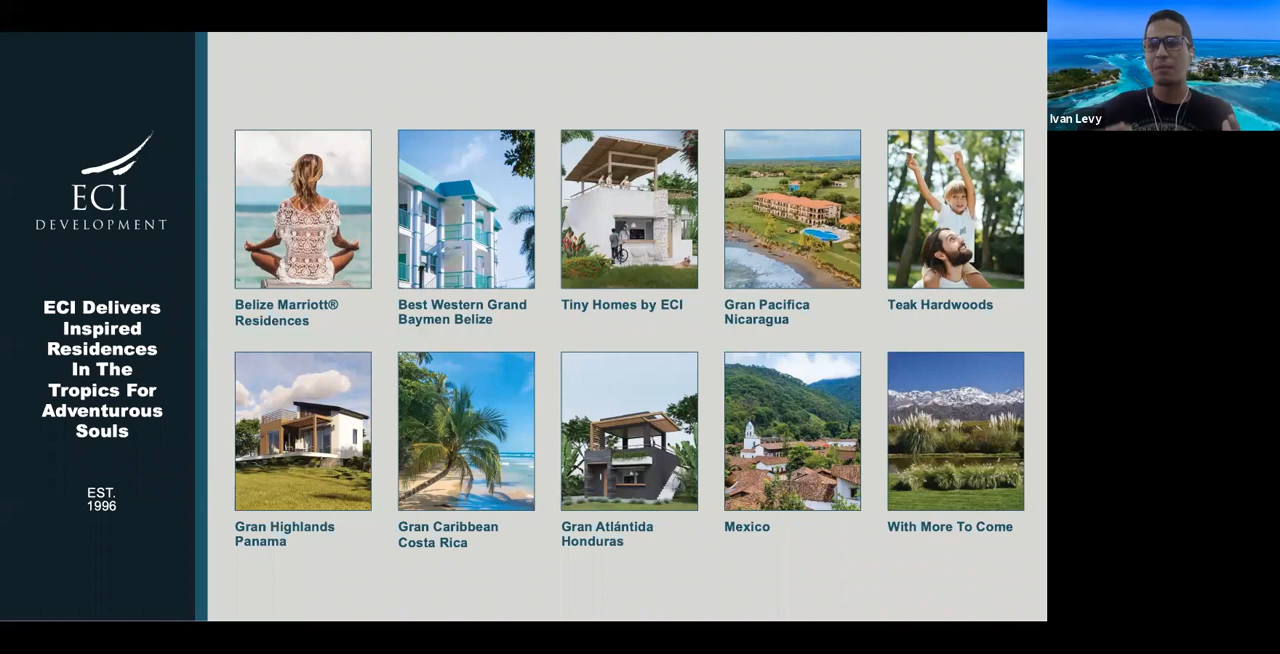 ECI
DEVELOPMENT
ECI Delivers
Inspired
Residences
In The
Tropics For
Adventurous
Souls
EST.
1996
Belize Marriott®
Residences
Best Western Grand
Baymen Belize
Tiny Homes by ECI
Gran Pacifica
Nicaragua
Teak Hardwoods
Gran Highlands
Panama
Gran Caribbean
Costa Rica
Gran Atlántida
Honduras
Mexico
With More To Come
Ivan Levy